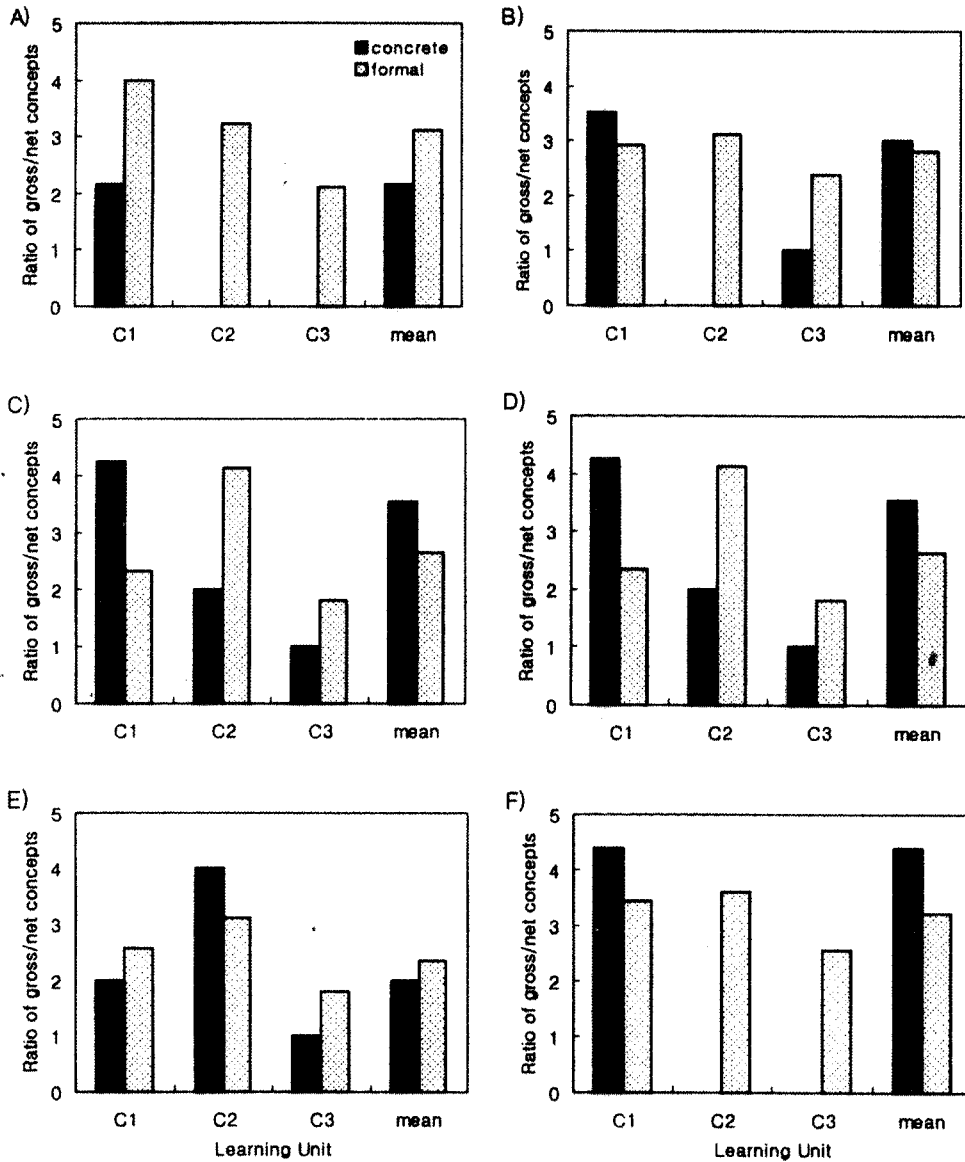 A)
Ratio of gross/net concepts
5
4
3
2
1
0
concrete
formal
C1 C2 C3 mean
B)
Ratio of gross/net concepts
5
4
3
2
1
0
C1 C2 C3 mean
C)
Ratio of gross/net concepts
5
4
3
2
1
0
C1 C2 C3 mean
D)
Ratio of gross/net concepts
5
4
3
2
1
0
C1 C2 C3 mean
E)
Ratio of gross/net concepts
5
4
3
2
1
0
C1 C2 C3 mean
Learning Unit
F)
Ratio of gross/net concepts
5
4
3
2
1
0
C1 C2 C3 mean
Learning Unit